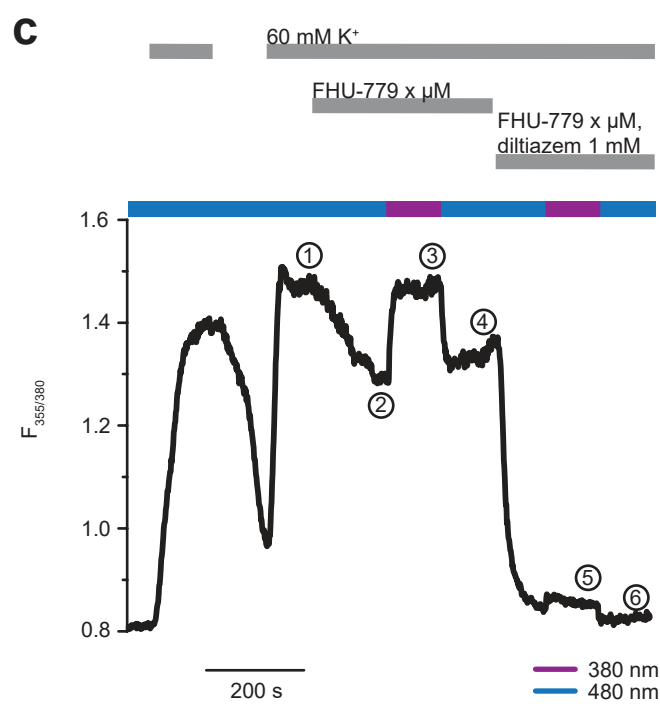 c
60 mM K⁺
FHU-779 x µM
FHU-779 x µM,
diltiazem 1 mM
1.6
1.4
1.2
1.0
0.8
F355/380
1
2
3
4
5
6
200 s
380 nm
480 nm